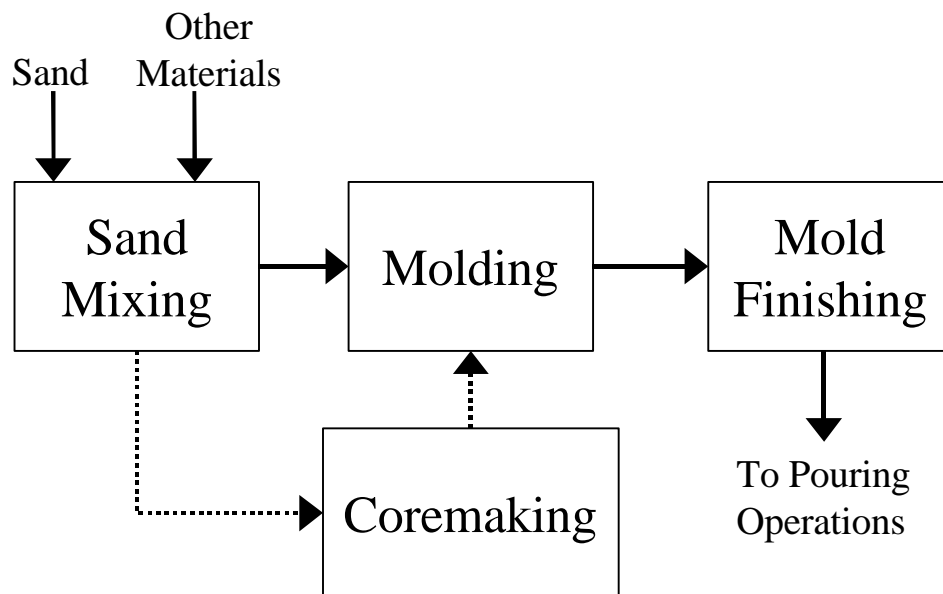 Sand
Other
Materials
Sand
Mixing
Molding
Mold
Finishing
Coremaking
To Pouring
Operations